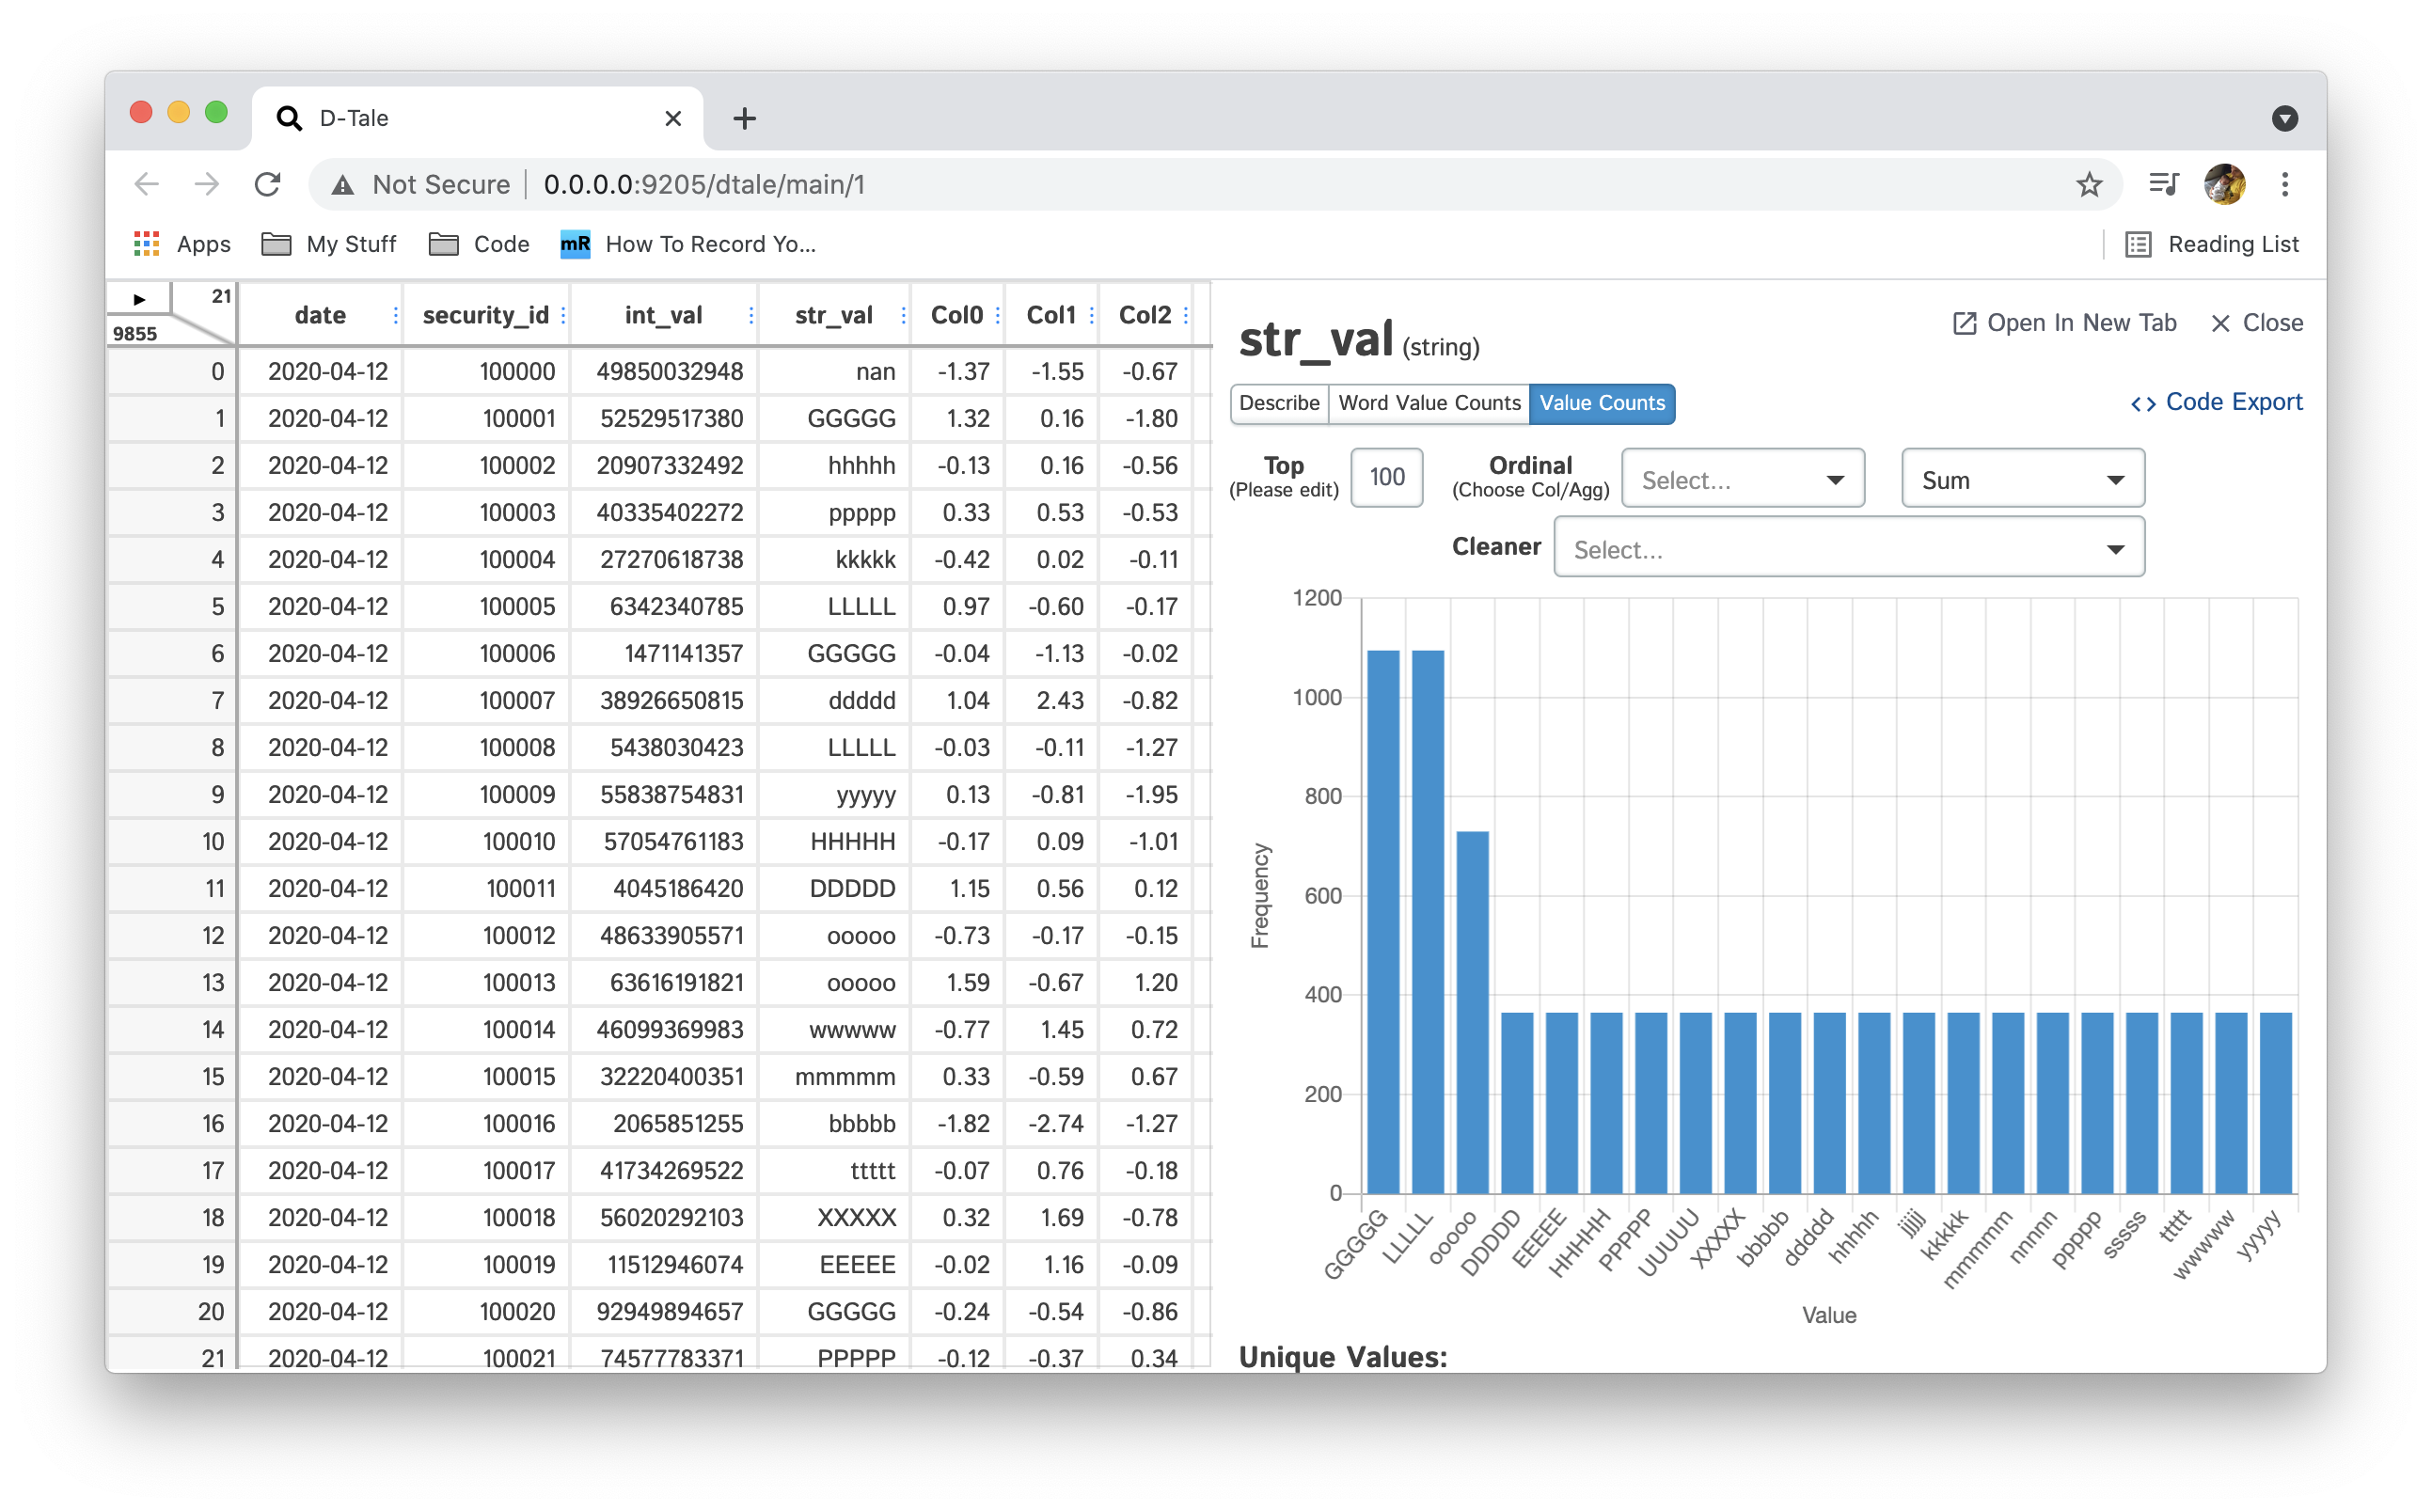 D-Tale
Not Secure 0.0.0.0:9205/dtale/main/1
Apps My Stuff Code mR How To Record Yo... Reading List
21
9855
date security_id int_val str_val Col0 Col1 Col2
0 2020-04-12 100000 49850032948 nan -1.37 -1.55 -0.67
1 2020-04-12 100001 52529517380 GGGGG 1.32 0.16 -1.80
2 2020-04-12 100002 20907332492 hhhhh -0.13 0.16 -0.56
3 2020-04-12 100003 40335402272 ppppp 0.33 0.53 -0.53
4 2020-04-12 100004 27270618738 kkkkk -0.42 0.02 -0.11
5 2020-04-12 100005 6342340785 LLLLL 0.97 -0.60 -0.17
6 2020-04-12 100006 1471141357 GGGGG -0.04 -1.13 -0.02
7 2020-04-12 100007 38926650815 ddddd 1.04 2.43 -0.82
8 2020-04-12 100008 5438030423 LLLLL -0.03 -0.11 -1.27
9 2020-04-12 100009 55838754831 yyyyy 0.13 -0.81 -1.95
10 2020-04-12 100010 57054761183 HHHHH -0.17 0.09 -1.01
11 2020-04-12 100011 4045186420 DDDDD 1.15 0.56 0.12
12 2020-04-12 100012 48633905571 ooooo -0.73 -0.17 -0.15
13 2020-04-12 100013 63616191821 ooooo 1.59 -0.67 1.20
14 2020-04-12 100014 46099369983 wwwww -0.77 1.45 0.72
15 2020-04-12 100015 32220400351 mmmmm 0.33 -0.59 0.67
16 2020-04-12 100016 2065851255 bbbbb -1.82 -2.74 -1.27
17 2020-04-12 100017 41734269522 ttttt -0.07 0.76 -0.18
18 2020-04-12 100018 56020292103 XXXXX 0.32 1.69 -0.78
19 2020-04-12 100019 11512946074 EEEEE -0.02 1.16 -0.09
20 2020-04-12 100020 92949894657 GGGGG -0.24 -0.54 -0.86
21 2020-04-12 100021 74577783371 PPPPP -0.12 -0.37 0.34
str_val (string)
Open In New Tab Close
Describe Word Value Counts Value Counts
Code Export
Top
(Please edit)
100
Ordinal
(Choose Col/Agg)
Select... Sum
Cleaner Select...
1200
1000
800
600
400
200
0
Frequency
GGGGG LLLLL ooooo DDDDD EEEEE HHHHH PPPPP UUUUU XXXXX bbbbb ddddd hhhhh jjjjj kkkkk mmmmm nnnnn ppppp sssss ttttt wwwww yyyyy
Value
Unique Values: